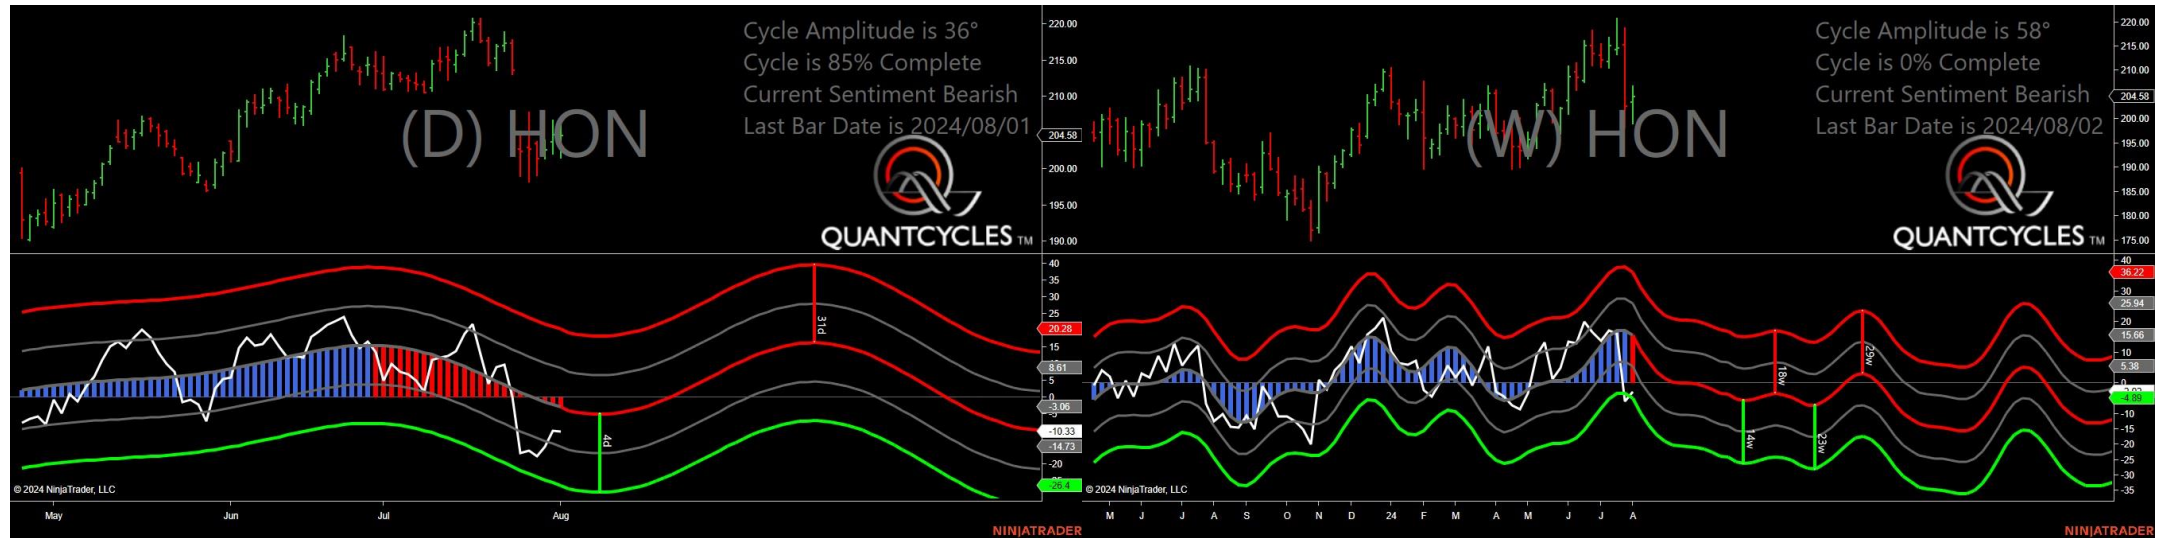 Cycle Amplitude is 36°
Cycle is 85% Complete
Current Sentiment Bearish
Last Bar Date is 2024/08/01
(D) HON
QUANTCYCLES TM
220.00
215.00
210.00
204.58
200.00
195.00
190.00
40
35
30
25
20.28
15
8.61
5
0
-3.06
-5
-10.33
-14.73
-20
-26.4
31d
4d
© 2024 NinjaTrader, LLC
May Jun Jul Aug
NINJATRADER
Cycle Amplitude is 58°
Cycle is 0% Complete
Current Sentiment Bearish
Last Bar Date is 2024/08/02
(W) HON
QUANTCYCLES TM
220.00
215.00
210.00
204.58
200.00
195.00
190.00
185.00
180.00
175.00
40
36.22
30
25.94
20
15.66
10
5.38
0
-4.89
-10
-15
-20
-25
-30
-35
18w
29w
14w
23w
© 2024 NinjaTrader, LLC
M J J A S O N D 24 F M A M J J A
NINJATRADER